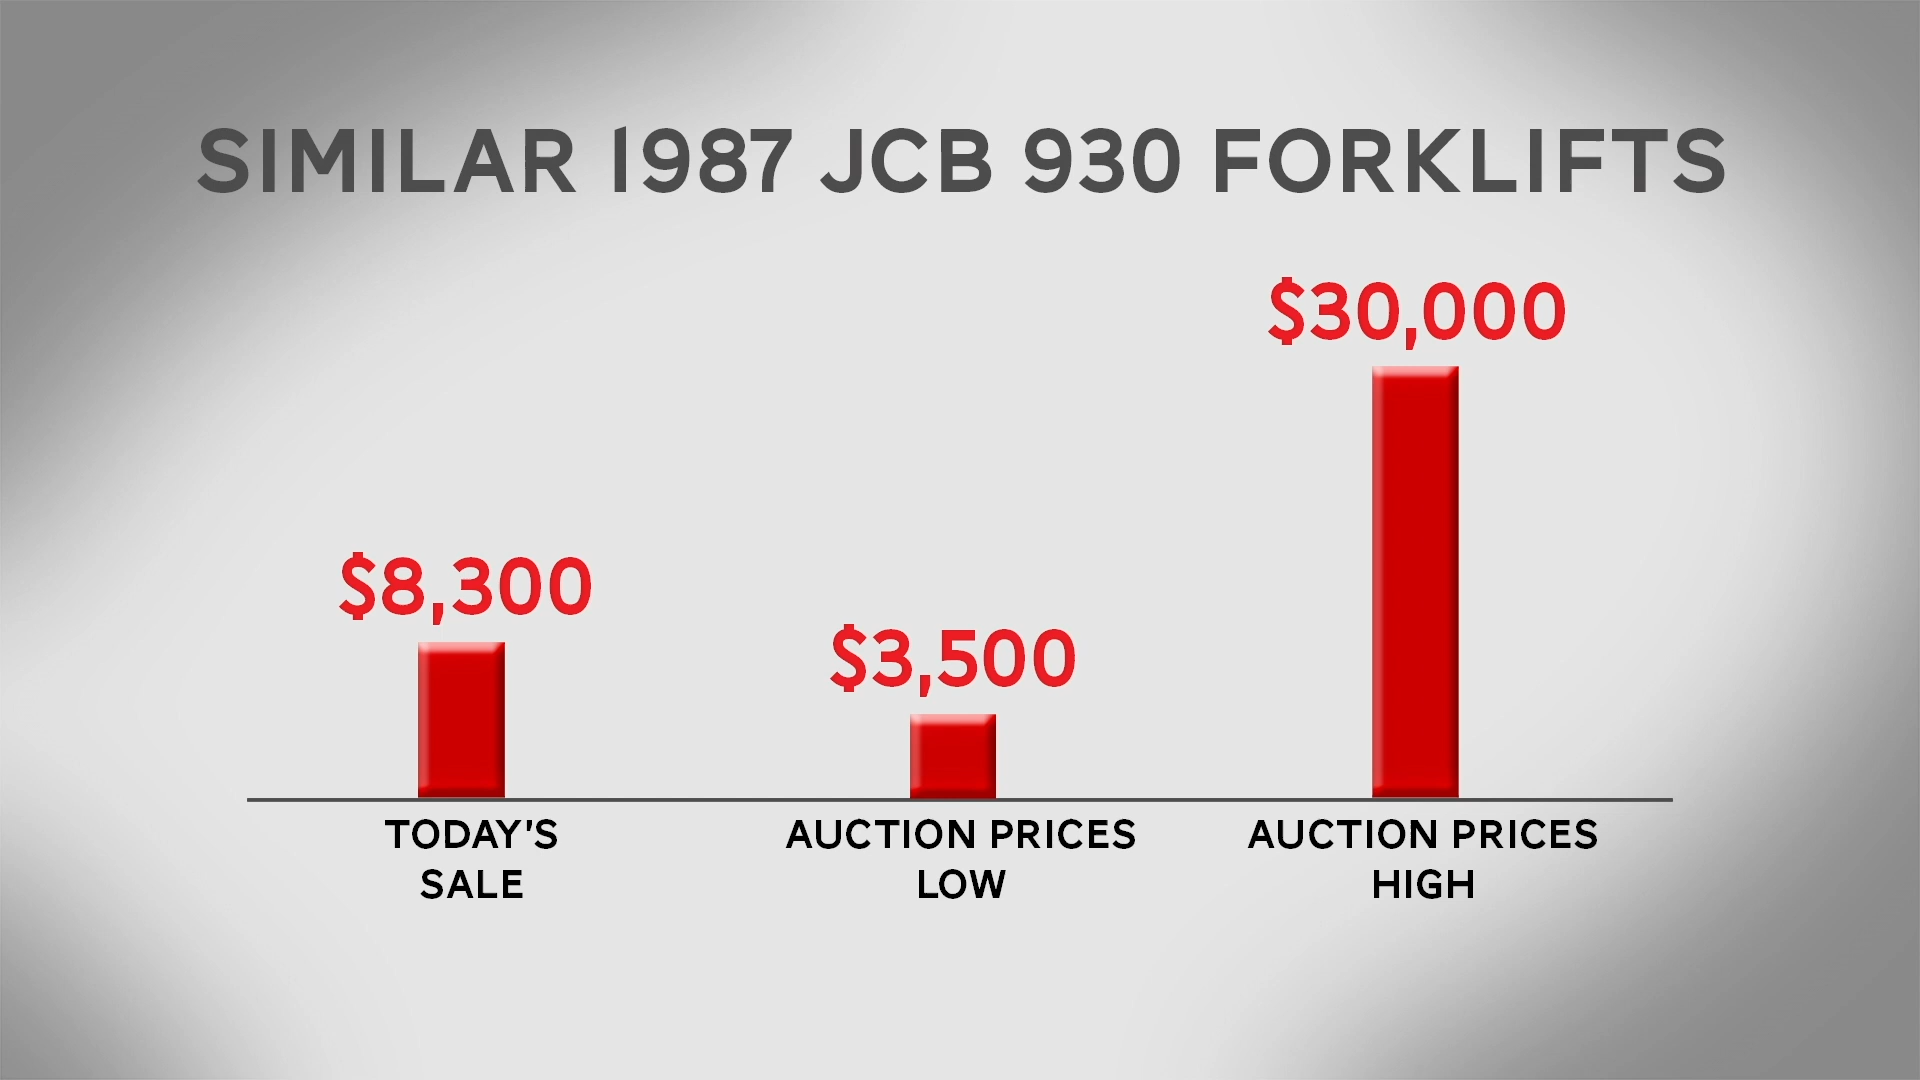 SIMILAR 1987 JCB 930 FORKLIFTS
$30,000
$8,300
$3,500
TODAY'S
SALE
AUCTION PRICES
LOW
AUCTION PRICES
HIGH